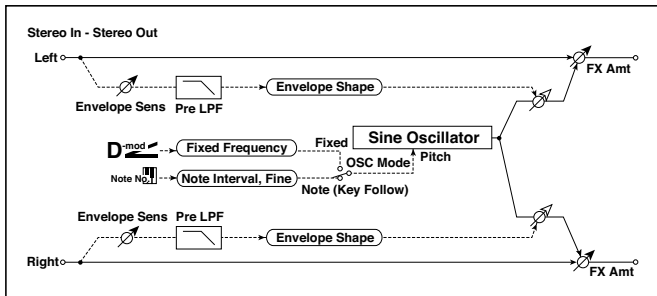 Stereo In - Stereo Out
Left
FX Amt
Envelope Sens
Pre LPF
Envelope Shape
D-mod
Fixed Frequency
Fixed
Sine Oscillator
OSC Mode
Pitch
Note No.
Note Interval, Fine
Note (Key Follow)
Envelope Sens
Pre LPF
Envelope Shape
Right
FX Amt